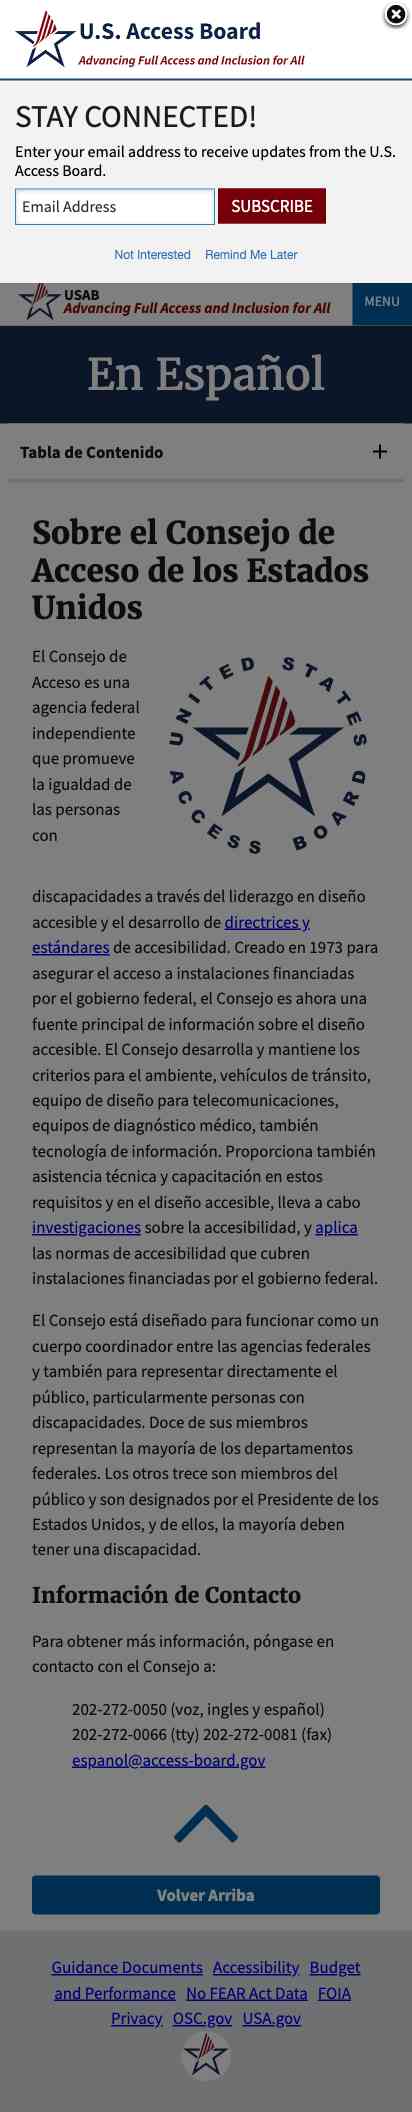 U.S. Access Board
Advancing Full Access and Inclusion for All
STAY CONNECTED!
Enter your email address to receive updates from the U.S.
Access Board.
Email Address
SUBSCRIBE
Not Interested Remind Me Later
USAB
Advancing Full Access and Inclusion for All
MENU
En Español
Tabla de Contenido
Sobre el Consejo de
Acceso de los Estados
Unidos
El Consejo de
Acceso es una
agencia federal
independiente
que promueve
la igualdad de
las personas
con
UNITED STATES
ACCESS BOARD
discapacidades a través del liderazgo en diseño
accesible y el desarrollo de directrices y
estándares de accesibilidad. Creado en 1973 para
asegurar el acceso a instalaciones financiadas
por el gobierno federal, el Consejo es ahora una
fuente principal de información sobre el diseño
accesible. El Consejo desarrolla y mantiene los
criterios para el ambiente, vehículos de tránsito,
equipo de diseño para telecomunicaciones,
equipos de diagnóstico médico, también
tecnología de información. Proporciona también
asistencia técnica y capacitación en estos
requisitos y en el diseño accesible, lleva a cabo
investigaciones sobre la accesibilidad, y aplica
las normas de accesibilidad que cubren
instalaciones financiadas por el gobierno federal.
El Consejo está diseñado para funcionar como un
cuerpo coordinador entre las agencias federales
y también para representar directamente el
público, particularmente personas con
discapacidades. Doce de sus miembros
representan la mayoría de los departamentos
federales. Los otros trece son miembros del
público y son designados por el Presidente de los
Estados Unidos, y de ellos, la mayoría deben
tener una discapacidad.
Información de Contacto
Para obtener más información, póngase en
contacto con el Consejo a:
202-272-0050 (voz, ingles y español)
202-272-0066 (tty) 202-272-0081 (fax)
espanol@access-board.gov
Volver Arriba
Guidance Documents Accessibility Budget
and Performance No FEAR Act Data FOIA
Privacy OSC.gov USA.gov